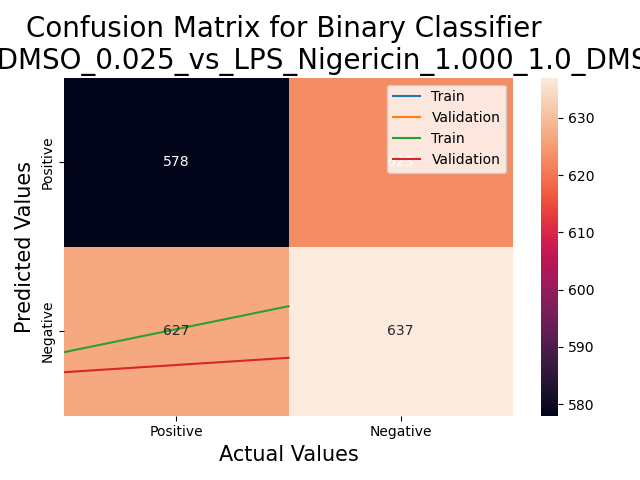 Confusion Matrix for Binary Classifier
DMSO_0.025_vs_LPS_Nigericin_1.000_1.0_DMS
Train
Validation
Train
Validation
Predicted Values
Positive
Negative
578
627
637
Positive
Negative
Actual Values
630
620
610
600
590
580